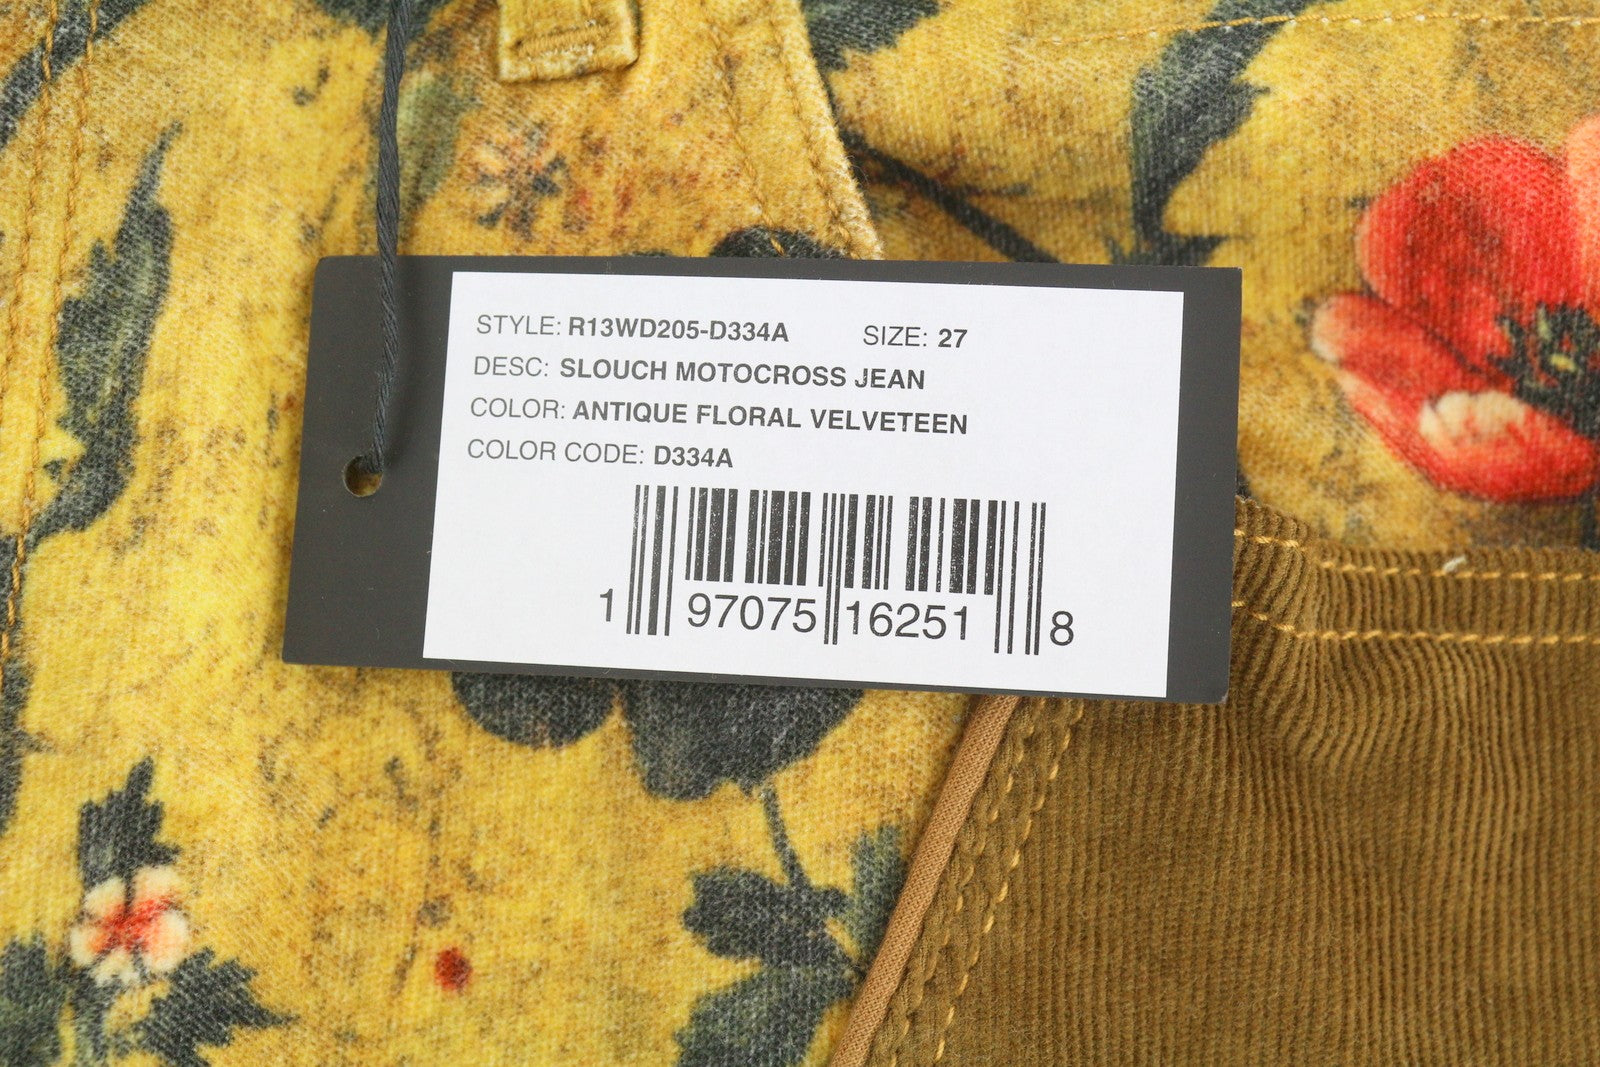 STYLE: R13WD205-D334A SIZE: 27
DESC: SLOUCH MOTOCROSS JEAN
COLOR: ANTIQUE FLORAL VELVETEEN
COLOR CODE: D334A
1 97075 16251 8